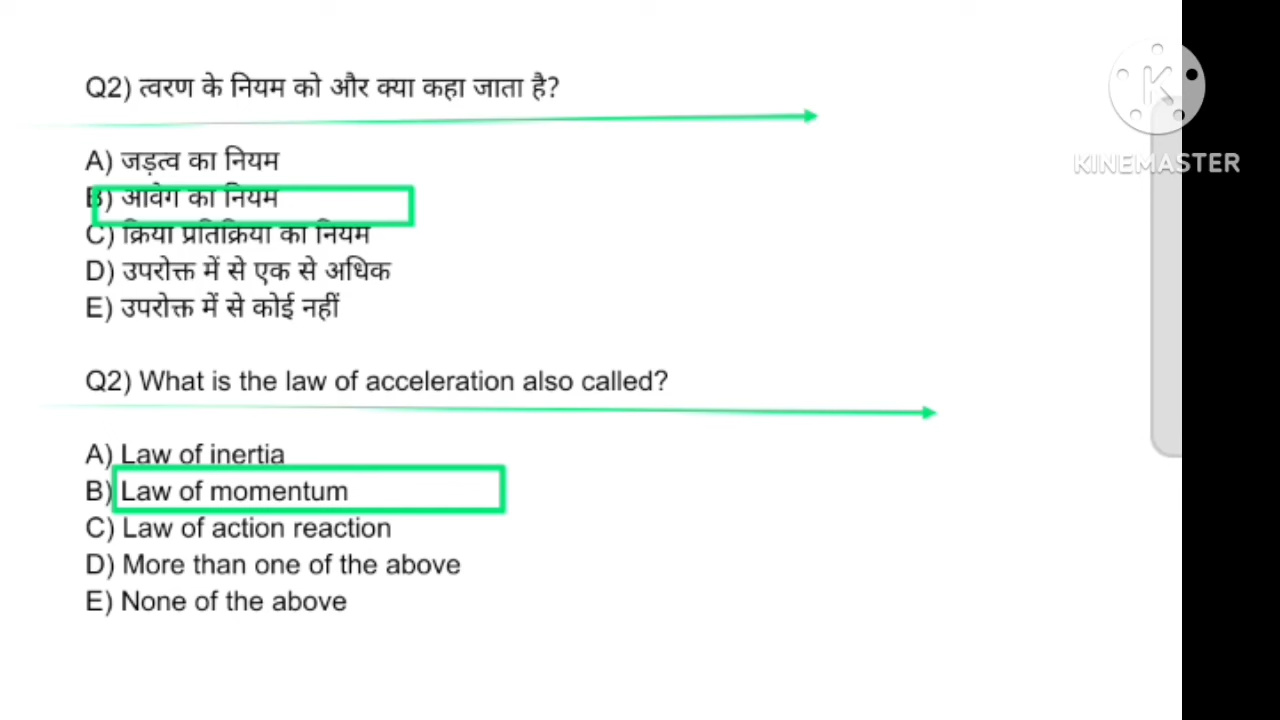 Q2) त्वरण के नियम को और क्या कहा जाता है?
A) जड़त्व का नियम
B) आवेग का नियम
C) क्रिया प्रतिक्रिया का नियम
D) उपरोक्त में से एक से अधिक
E) उपरोक्त में से कोई नहीं
Q2) What is the law of acceleration also called?
A) Law of inertia
B) Law of momentum
C) Law of action reaction
D) More than one of the above
E) None of the above
K
KINEMASTER